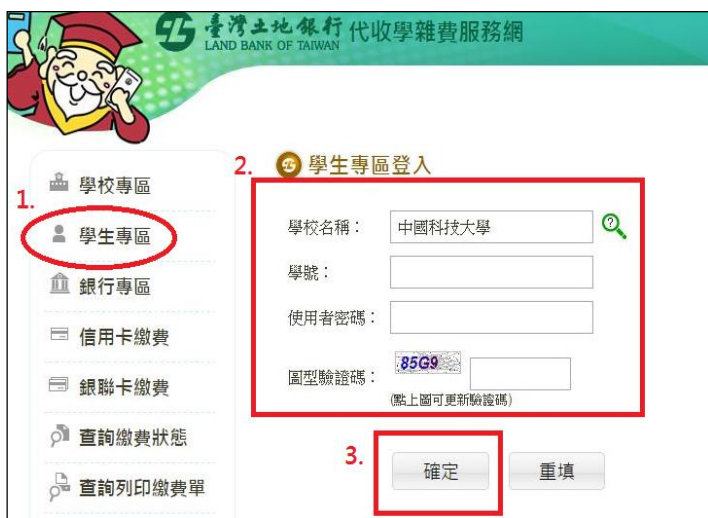 臺灣土地銀行 代收學雜費服務網
LAND BANK OF TAIWAN
1.
學校專區
學生專區
銀行專區
信用卡繳費
銀聯卡繳費
查詢繳費狀態
查詢列印繳費單
2.
學生專區登入
學校名稱： 中國科技大學
學號：
使用者密碼：
圖型驗證碼： 85G9
(點上圖可更新驗證碼)
3.
確定 重填